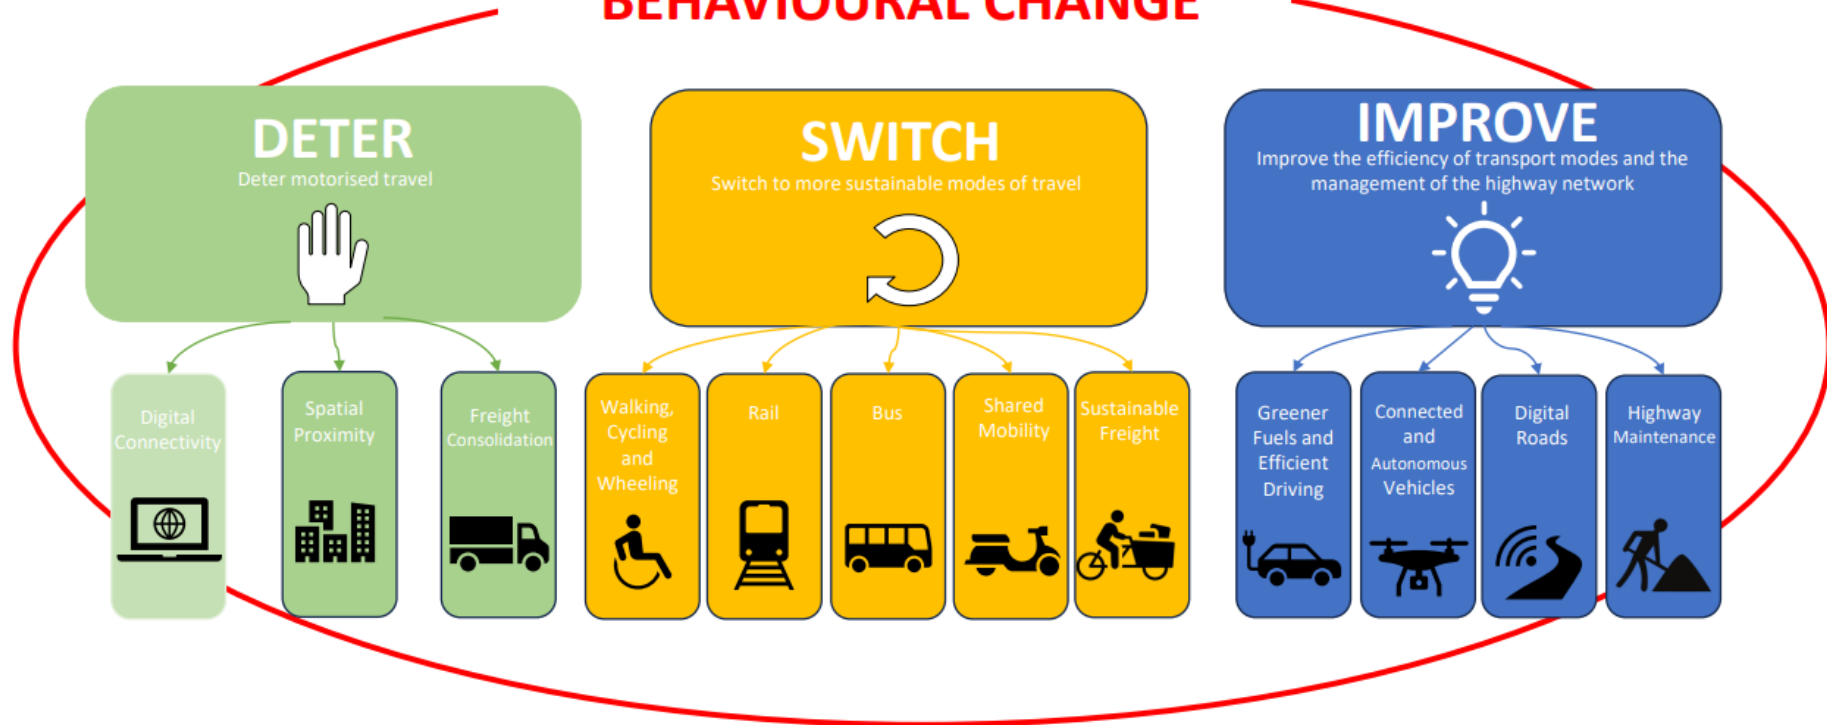 BEHAVIOURAL CHANGE
DETER
Deter motorised travel
SWITCH
Switch to more sustainable modes of travel
IMPROVE
Improve the efficiency of transport modes and the
management of the highway network
Digital
Connectivity
Spatial
Proximity
Freight
Consolidation
Walking,
Cycling
and
Wheeling
Rail
Bus
Shared
Mobility
Sustainable
Freight
Greener
Fuels and
Efficient
Driving
Connected
and
Autonomous
Vehicles
Digital
Roads
Highway
Maintenance